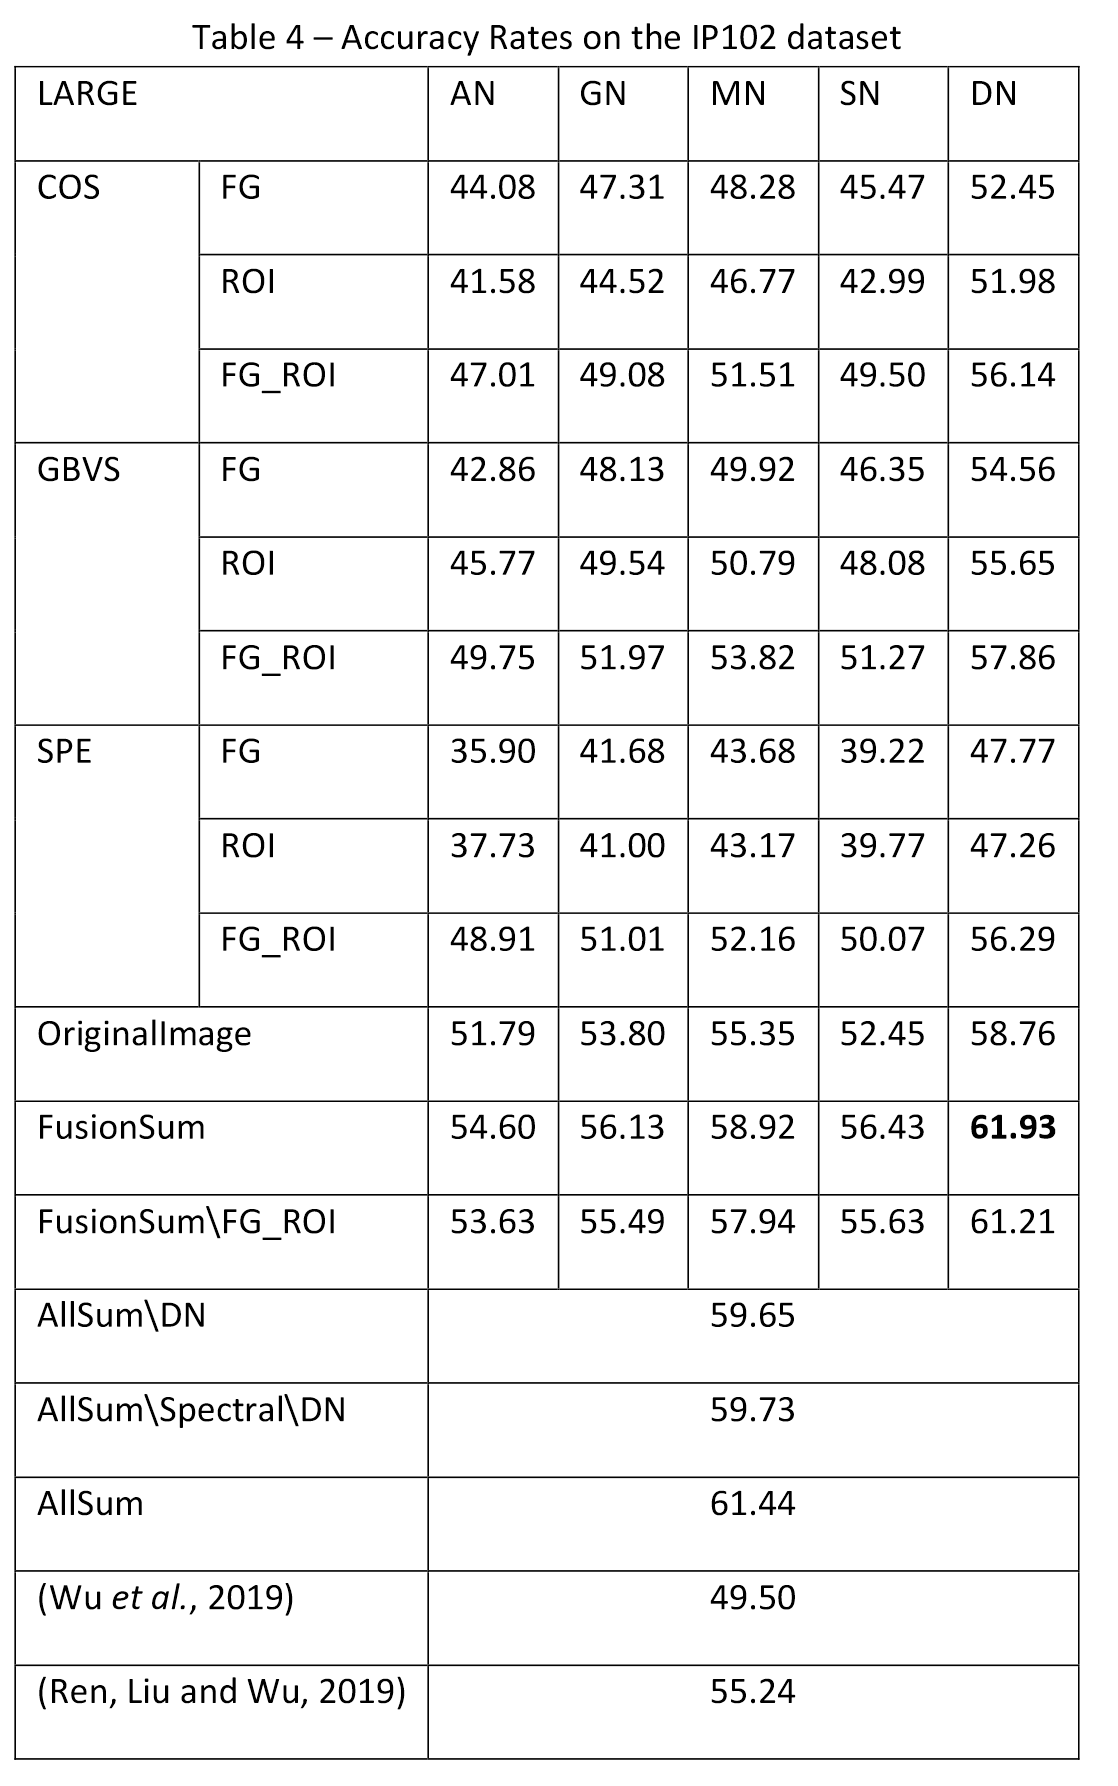 Table 4 – Accuracy Rates on the IP102 dataset
LARGE AN GN MN SN DN
COS FG 44.08 47.31 48.28 45.47 52.45
ROI 41.58 44.52 46.77 42.99 51.98
FG_ROI 47.01 49.08 51.51 49.50 56.14
GBVS FG 42.86 48.13 49.92 46.35 54.56
ROI 45.77 49.54 50.79 48.08 55.65
FG_ROI 49.75 51.97 53.82 51.27 57.86
SPE FG 35.90 41.68 43.68 39.22 47.77
ROI 37.73 41.00 43.17 39.77 47.26
FG_ROI 48.91 51.01 52.16 50.07 56.29
OriginalImage 51.79 53.80 55.35 52.45 58.76
FusionSum 54.60 56.13 58.92 56.43 61.93
FusionSum\FG_ROI 53.63 55.49 57.94 55.63 61.21
AllSum\DN 59.65
AllSum\Spectral\DN 59.73
AllSum 61.44
(Wu et al., 2019) 49.50
(Ren, Liu and Wu, 2019) 55.24